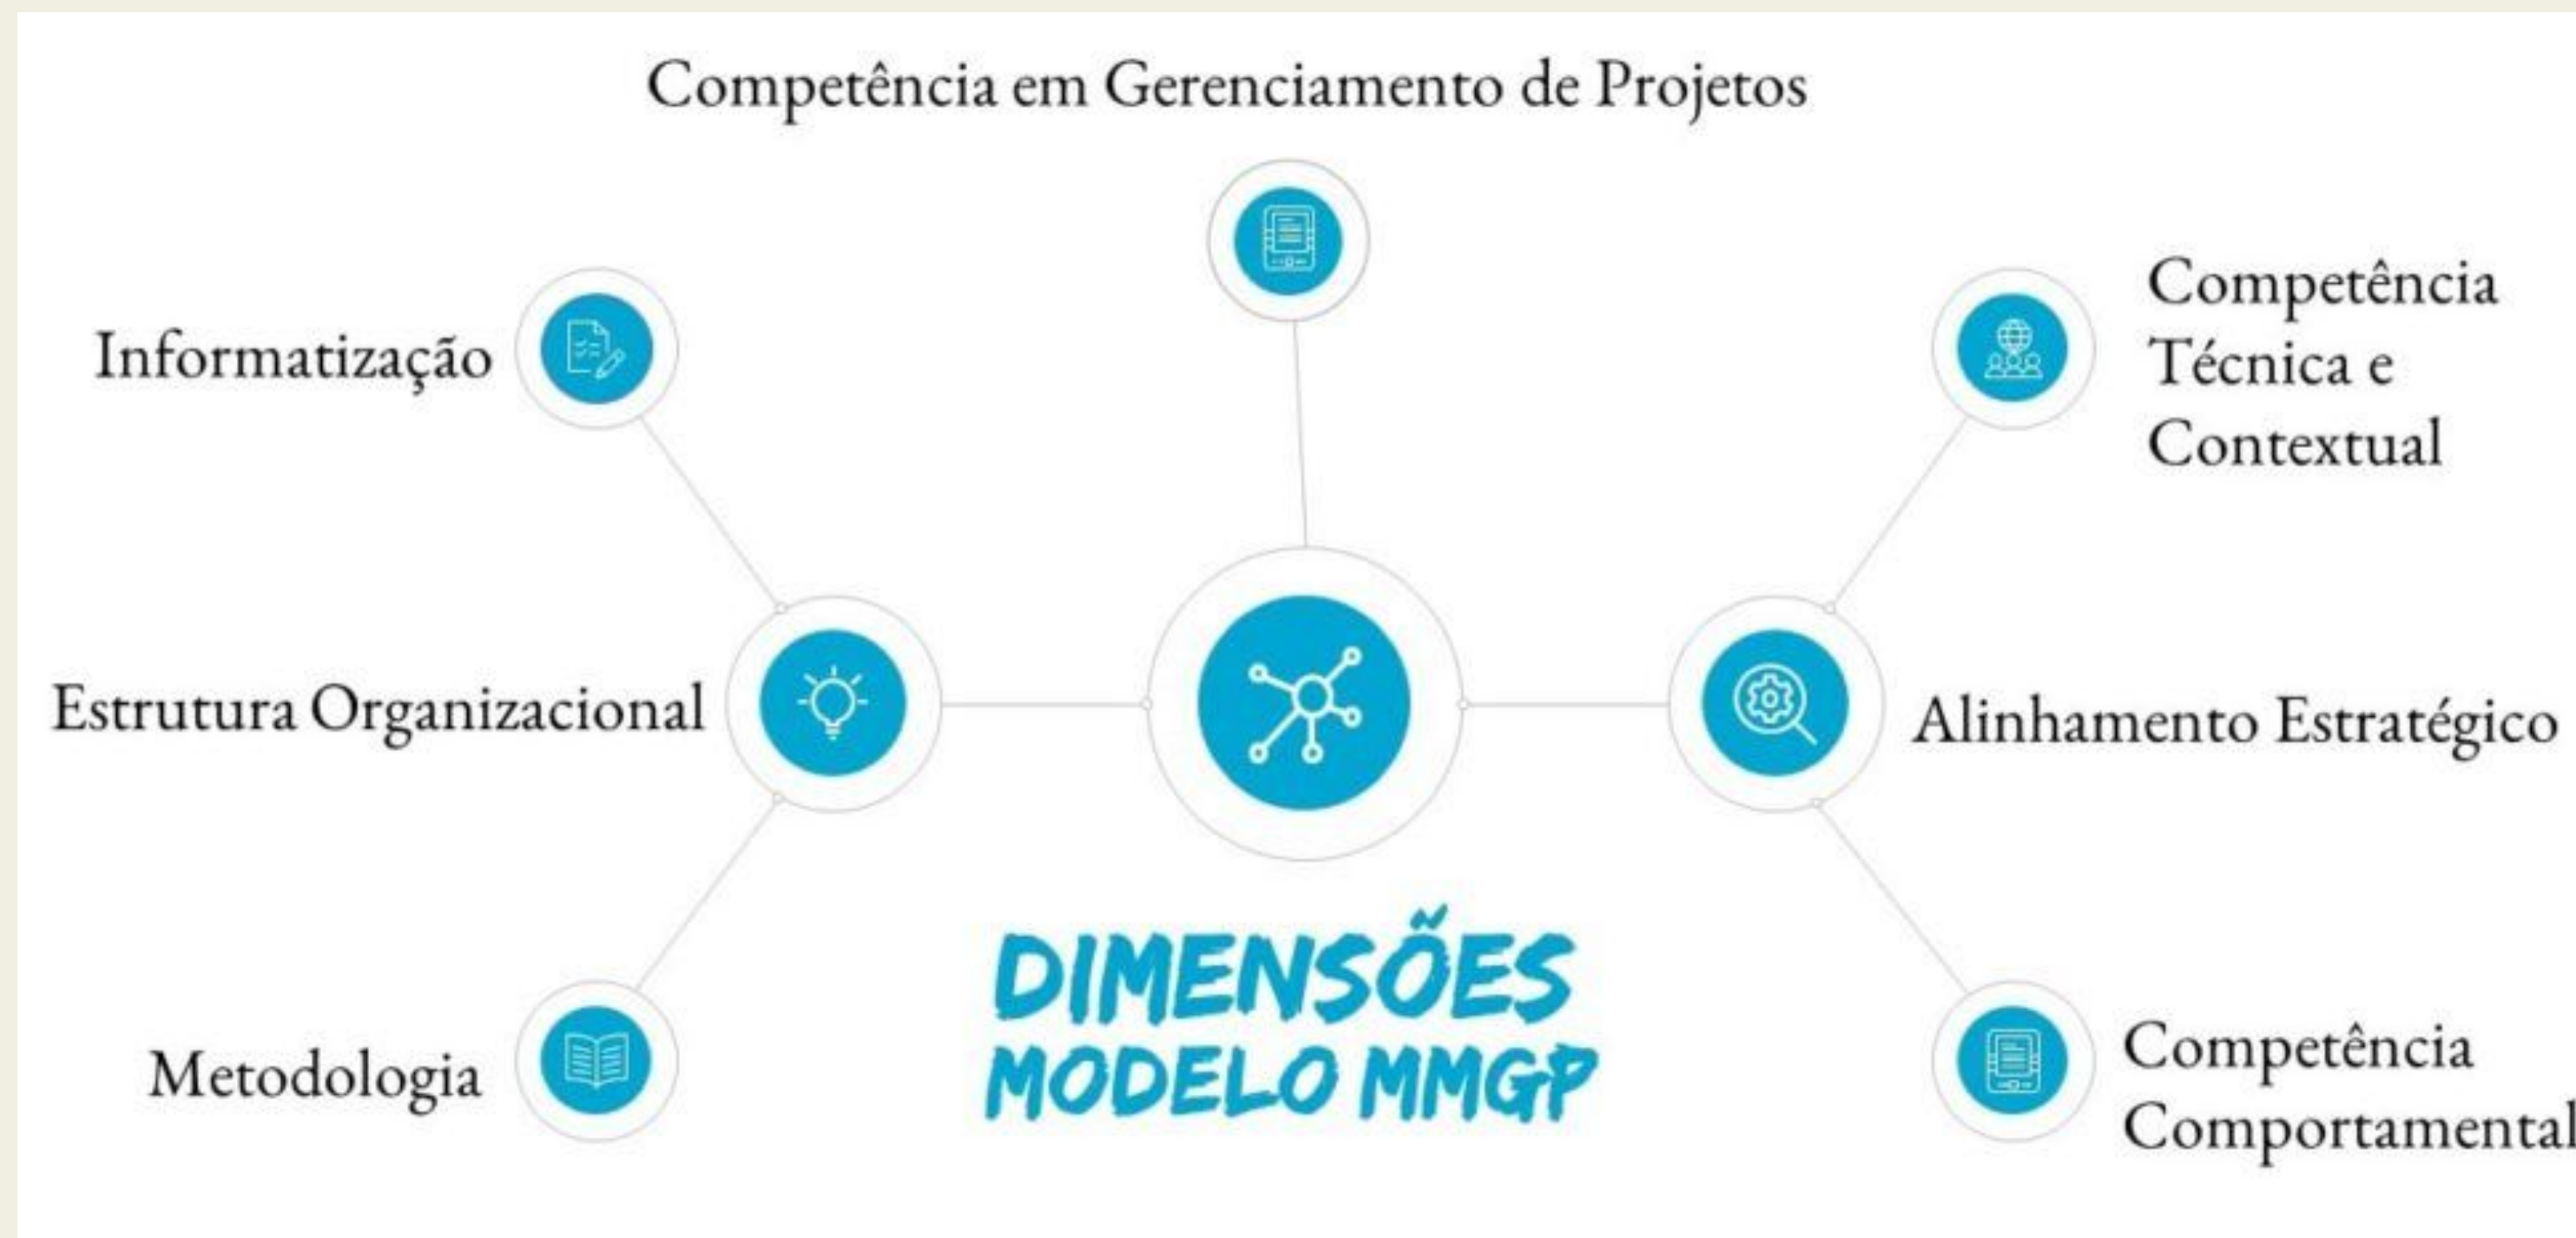 Competência em Gerenciamento de Projetos
Informatização
Competência
Técnica e
Contextual
Estrutura Organizacional
Alinhamento Estratégico
DIMENSÕES
MODELO MMGP
Metodologia
Competência
Comportamental